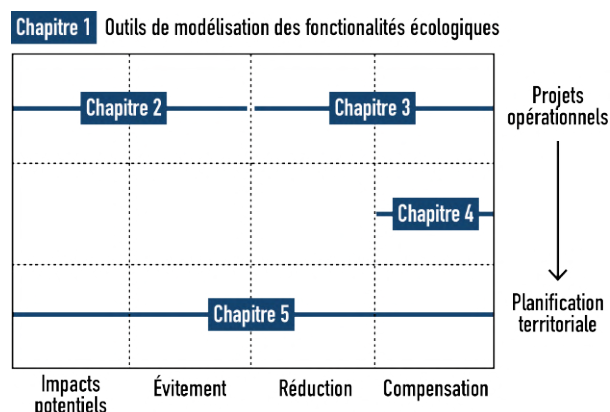 Chapitre 1 Outils de modélisation des fonctionalités écologiques
Chapitre 2
Chapitre 3
Projets
opérationnels
Chapitre 4
Chapitre 5
Planification
territoriale
Impacts
potentiels
Évitement
Réduction
Compensation